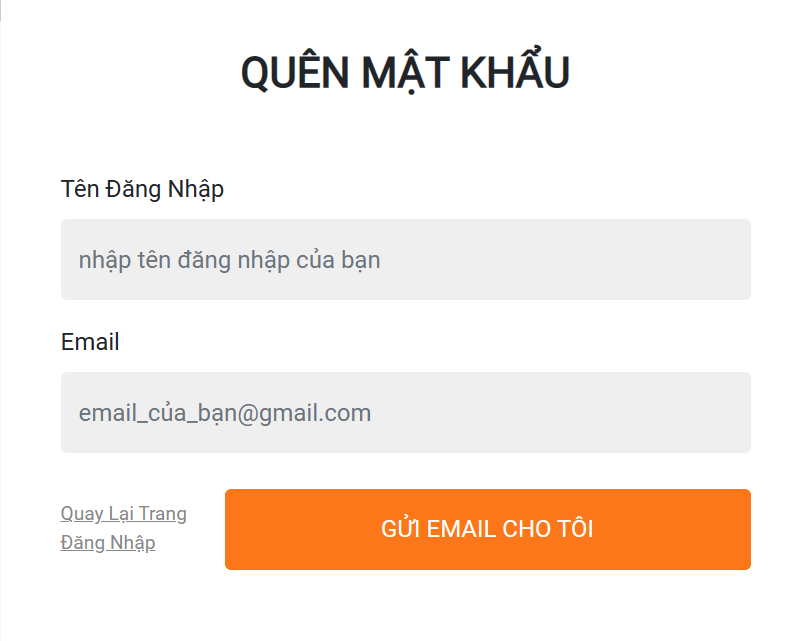 QUÊN MẬT KHẨU
Tên Đăng Nhập
nhập tên đăng nhập của bạn
Email
email_của_bạn@gmail.com
Quay Lại Trang
Đăng Nhập
GỬI EMAIL CHO TÔI